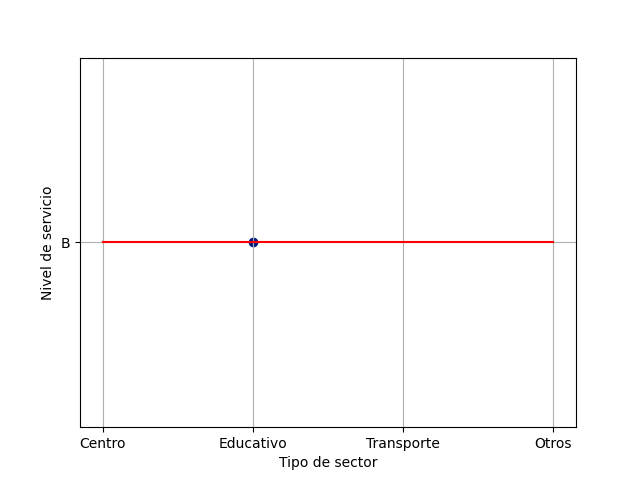 Nivel de servicio
B
Centro Educativo Transporte Otros
Tipo de sector